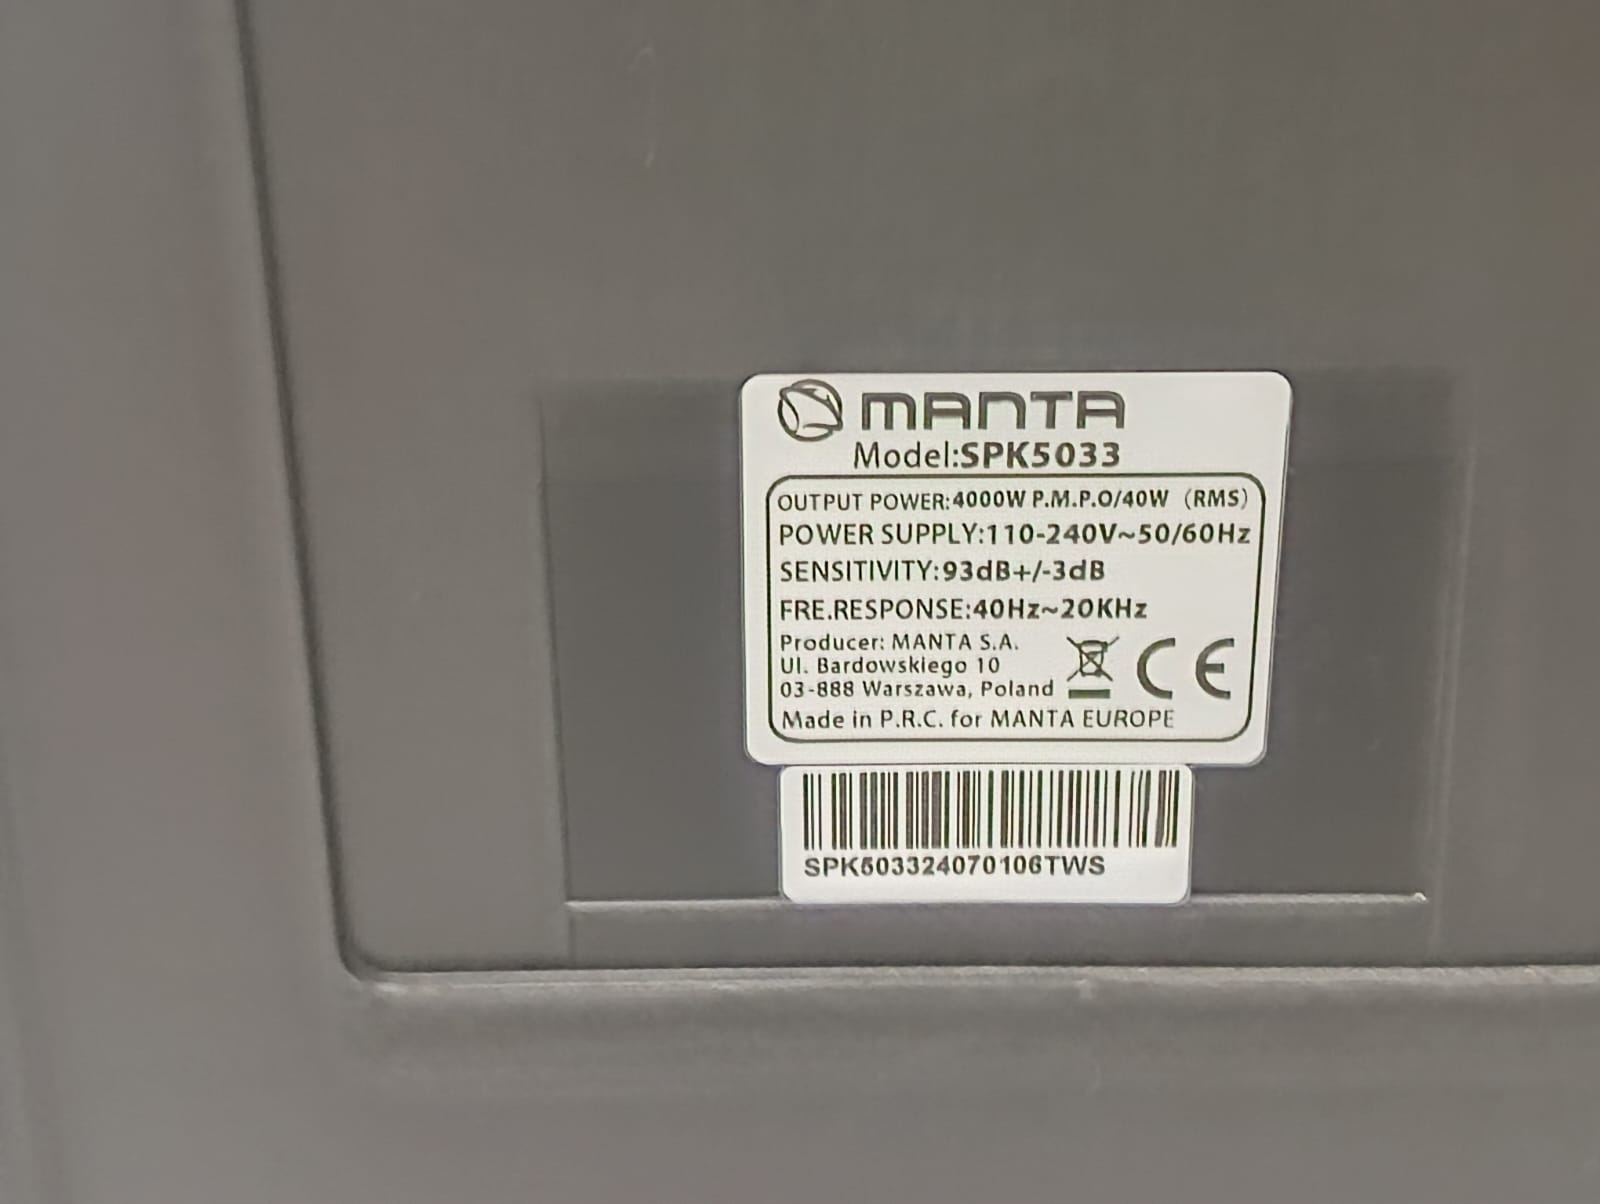 MANTA
Model:SPK5033
OUTPUT POWER:4000W P.M.P.O/40W (RMS)
POWER SUPPLY:110-240V~50/60Hz
SENSITIVITY:93dB+/-3dB
FRE.RESPONSE:40Hz~20KHz
Producer: MANTA S.A.
Ul. Bardowskiego 10
03-888 Warszawa, Poland
CE
Made in P.R.C. for MANTA EUROPE
SPK503324070106TWS